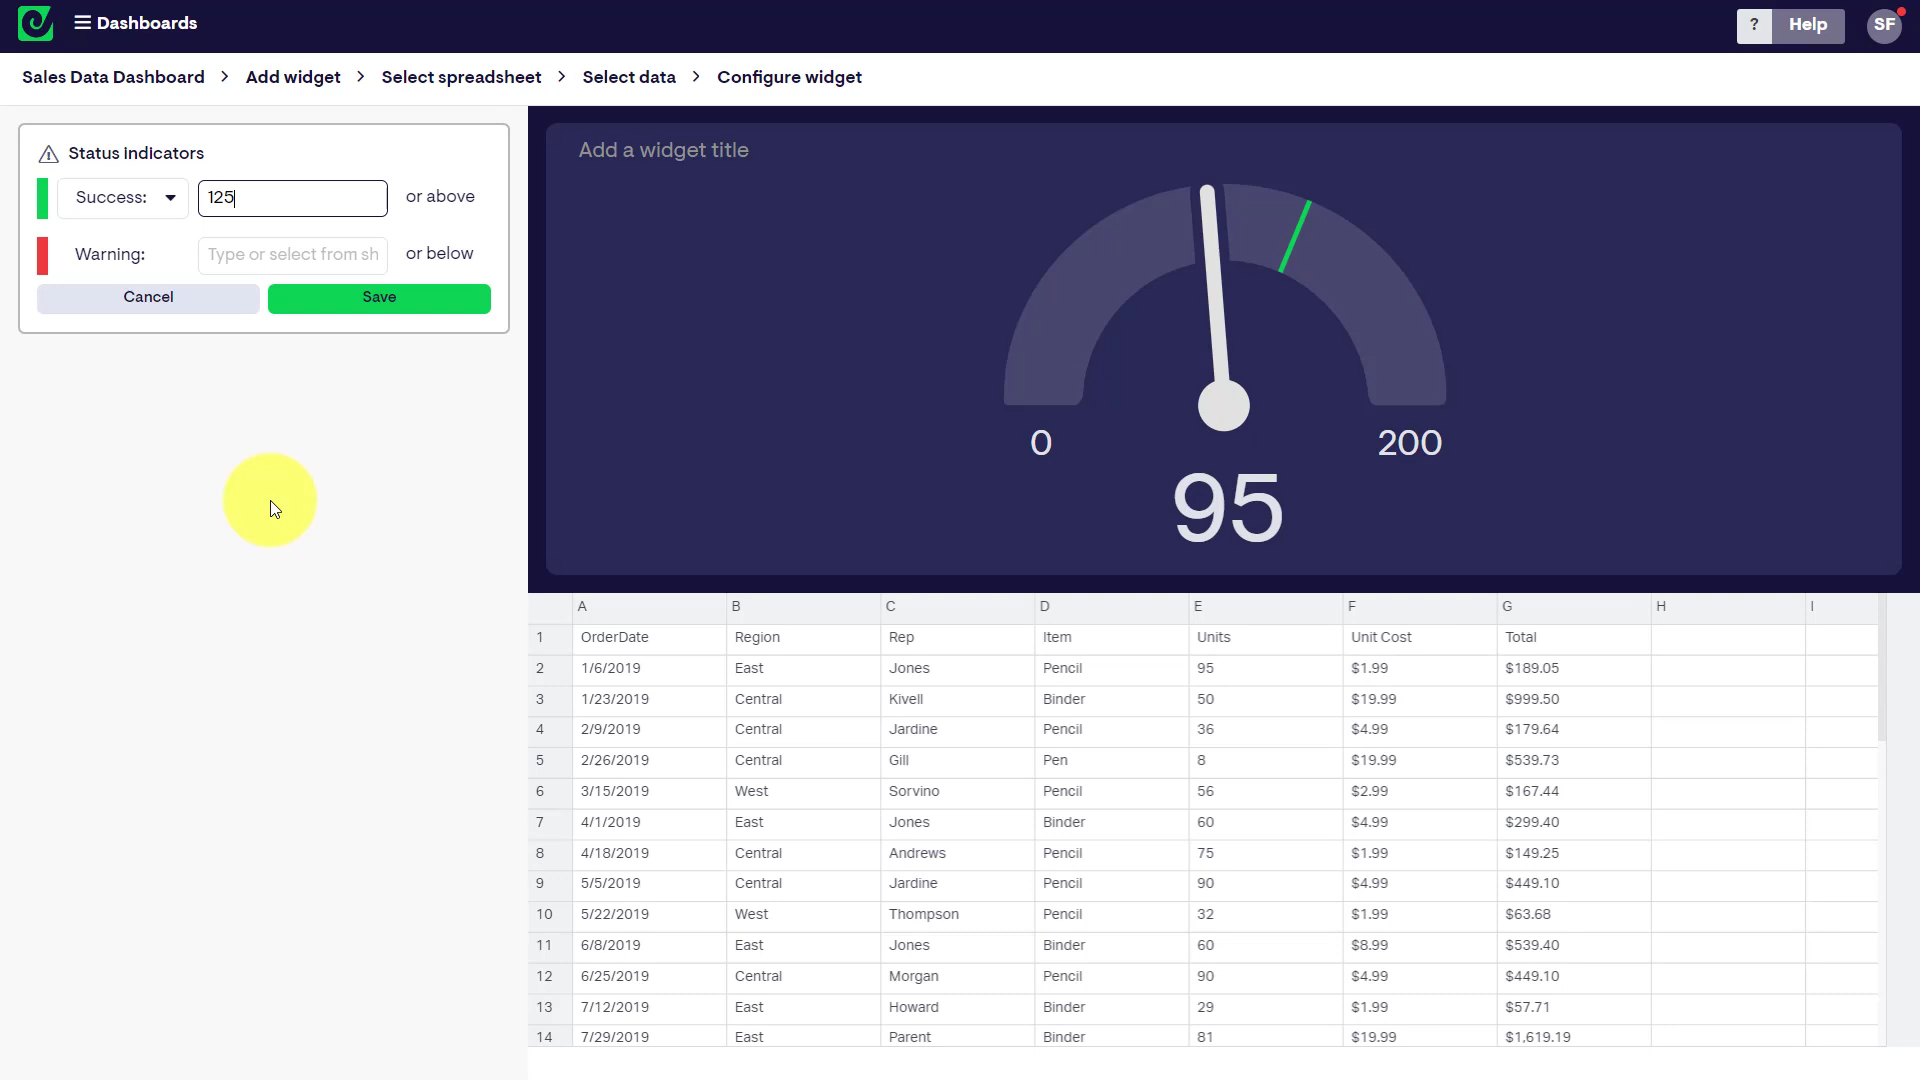 Dashboards
? Help SF
Sales Data Dashboard > Add widget > Select spreadsheet > Select data > Configure widget
Status indicators
Success: 125 or above
Warning: Type or select from sh or below
Cancel Save
Add a widget title
0 200
95
A B C D E F G H I
1 OrderDate Region Rep Item Units Unit Cost Total
2 1/6/2019 East Jones Pencil 95 $1.99 $189.05
3 1/23/2019 Central Kivell Binder 50 $19.99 $999.50
4 2/9/2019 Central Jardine Pencil 36 $4.99 $179.64
5 2/26/2019 Central Gill Pen 8 $19.99 $539.73
6 3/15/2019 West Sorvino Pencil 56 $2.99 $167.44
7 4/1/2019 East Jones Binder 60 $4.99 $299.40
8 4/18/2019 Central Andrews Pencil 75 $1.99 $149.25
9 5/5/2019 Central Jardine Pencil 90 $4.99 $449.10
10 5/22/2019 West Thompson Pencil 32 $1.99 $63.68
11 6/8/2019 East Jones Binder 60 $8.99 $539.40
12 6/25/2019 Central Morgan Pencil 90 $4.99 $449.10
13 7/12/2019 East Howard Binder 29 $1.99 $57.71
14 7/29/2019 East Parent Binder 81 $19.99 $1,619.19